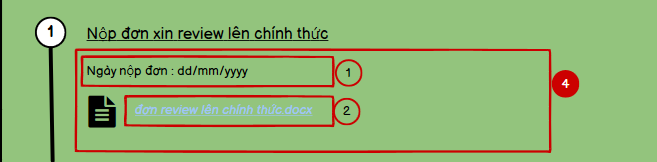 1 Nộp đơn xin review lên chính thức
Ngày nộp đơn : dd/mm/yyyy 1
4
đơn review lên chính thức.docx 2